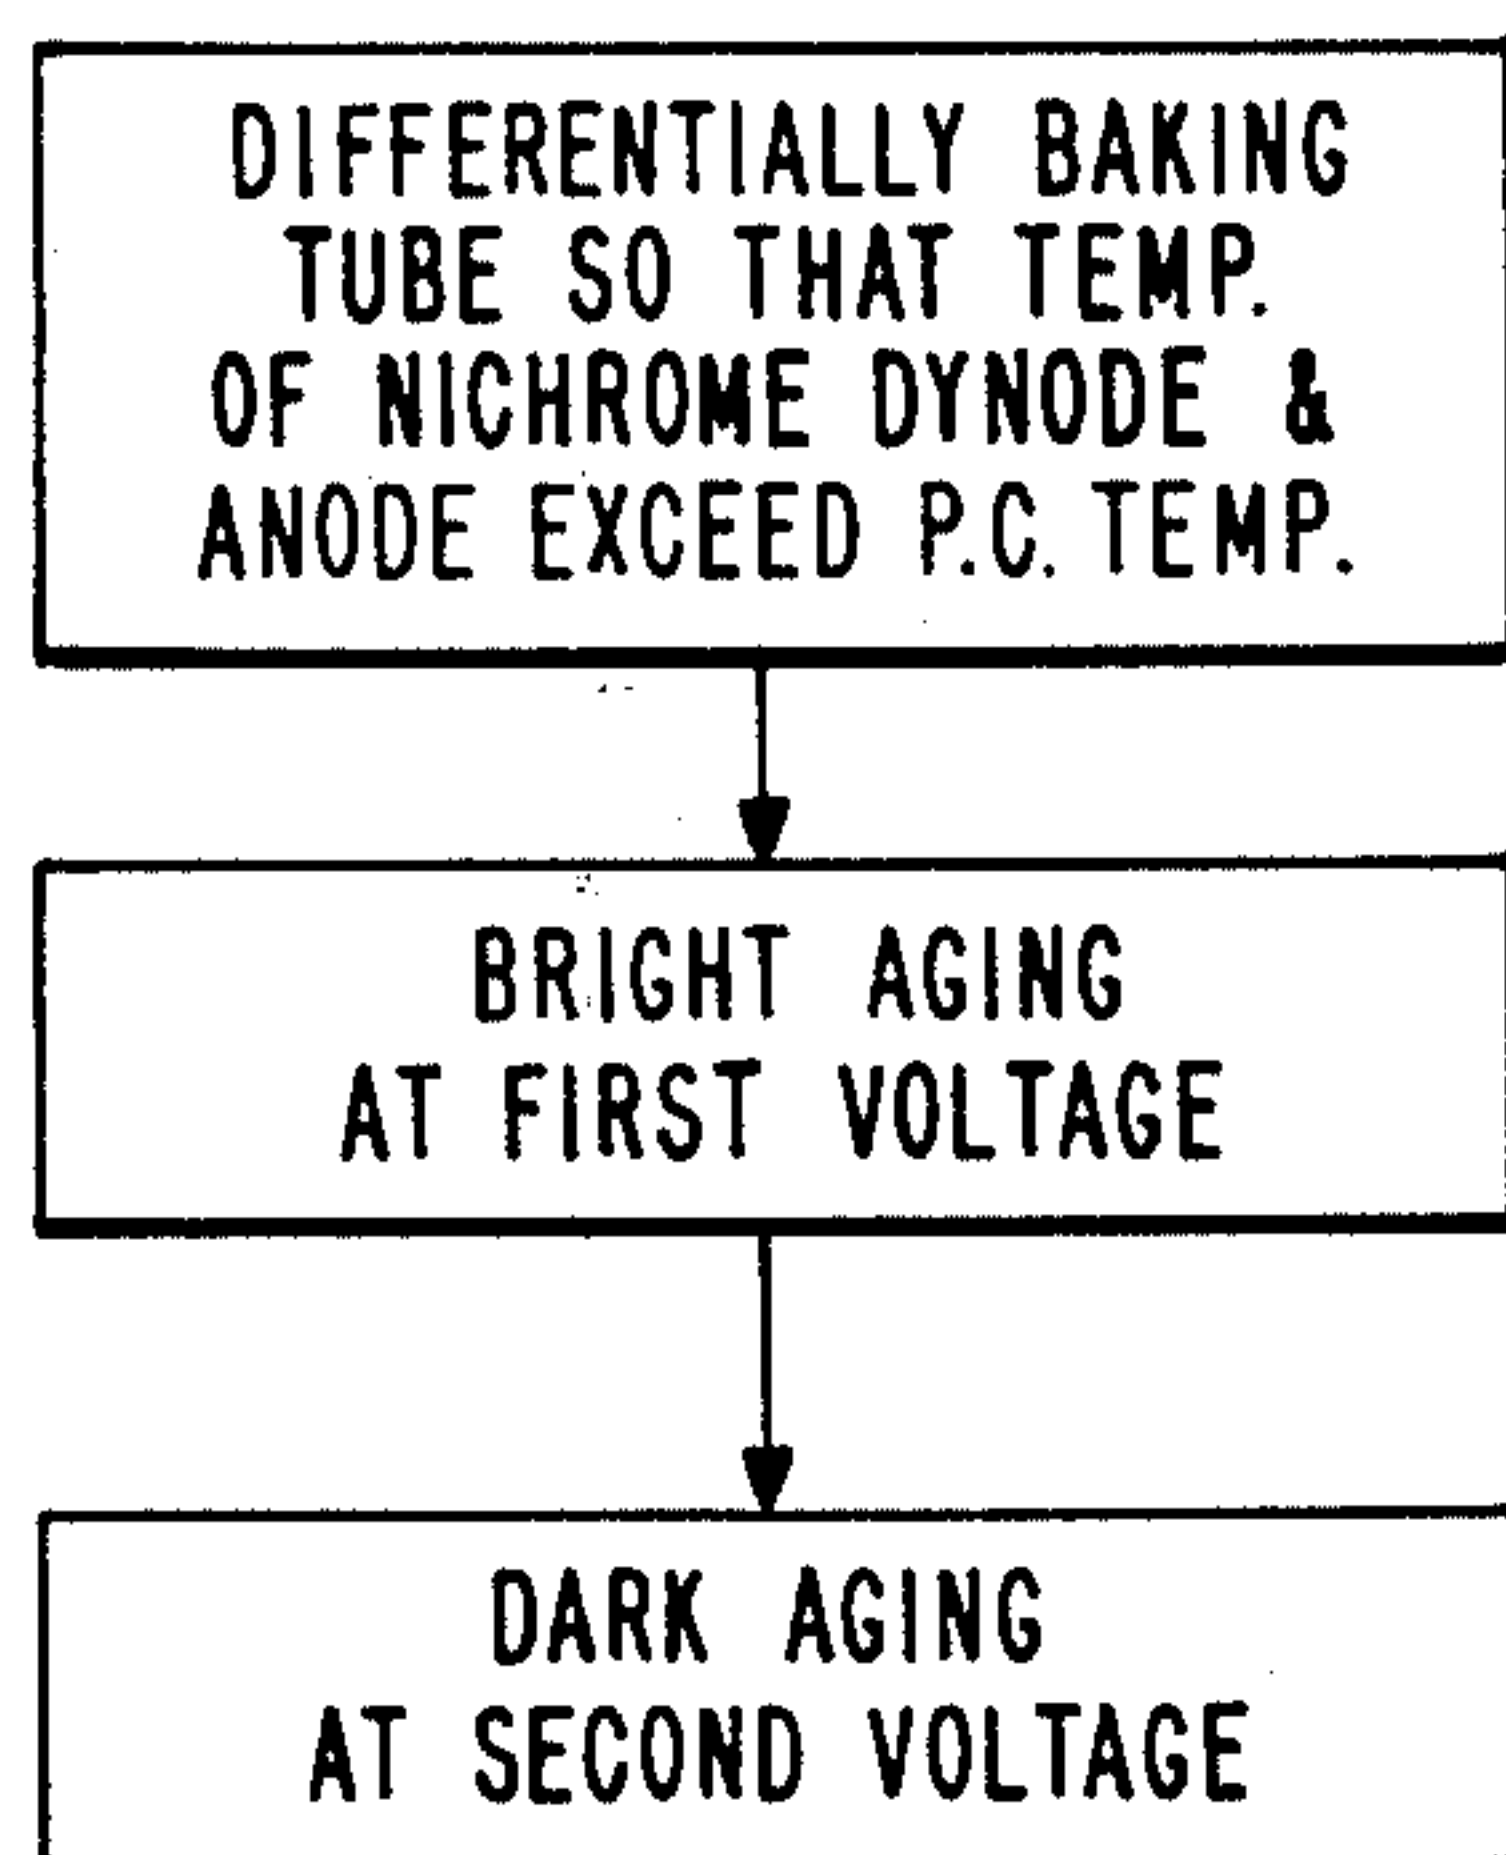 DIFFERENTIALLY BAKING
TUBE SO THAT TEMP.
OF NICHROME DYNODE &
ANODE EXCEED P.C. TEMP.
BRIGHT AGING
AT FIRST VOLTAGE
DARK AGING
AT SECOND VOLTAGE